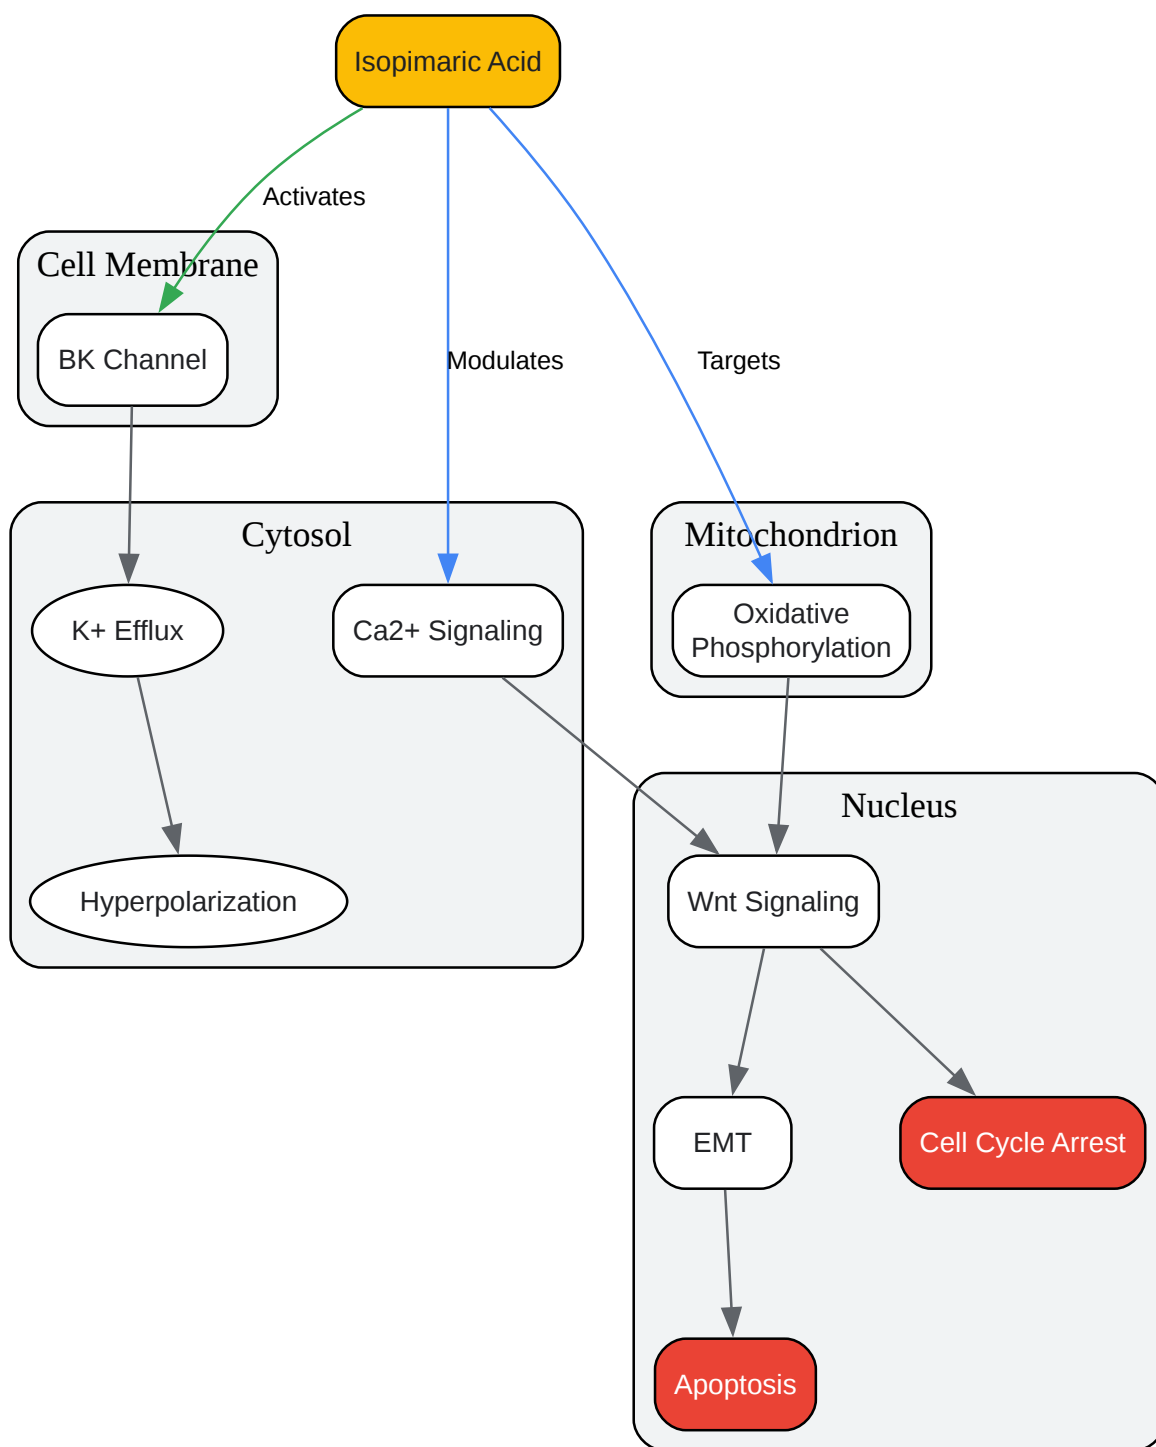 Isopimaric Acid
Activates
Cell Membrane
BK Channel
Modulates
Targets
Cytosol
Mitochondrion
K+ Efflux
Ca2+ Signaling
Oxidative
Phosphorylation
Nucleus
Hyperpolarization
Wnt Signaling
EMT
Cell Cycle Arrest
Apoptosis